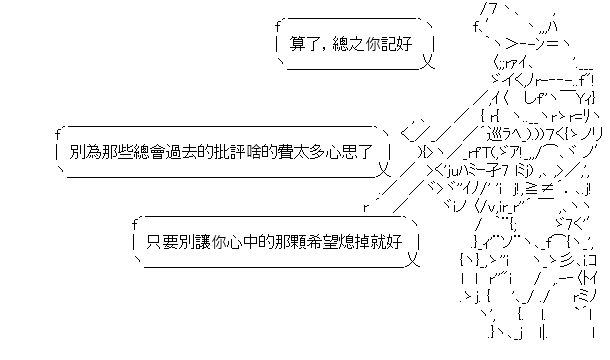 算了，總之你記好
別為那些總會過去的批評啥的費太多心思了
只要別讓你心中的那顆希望熄掉就好